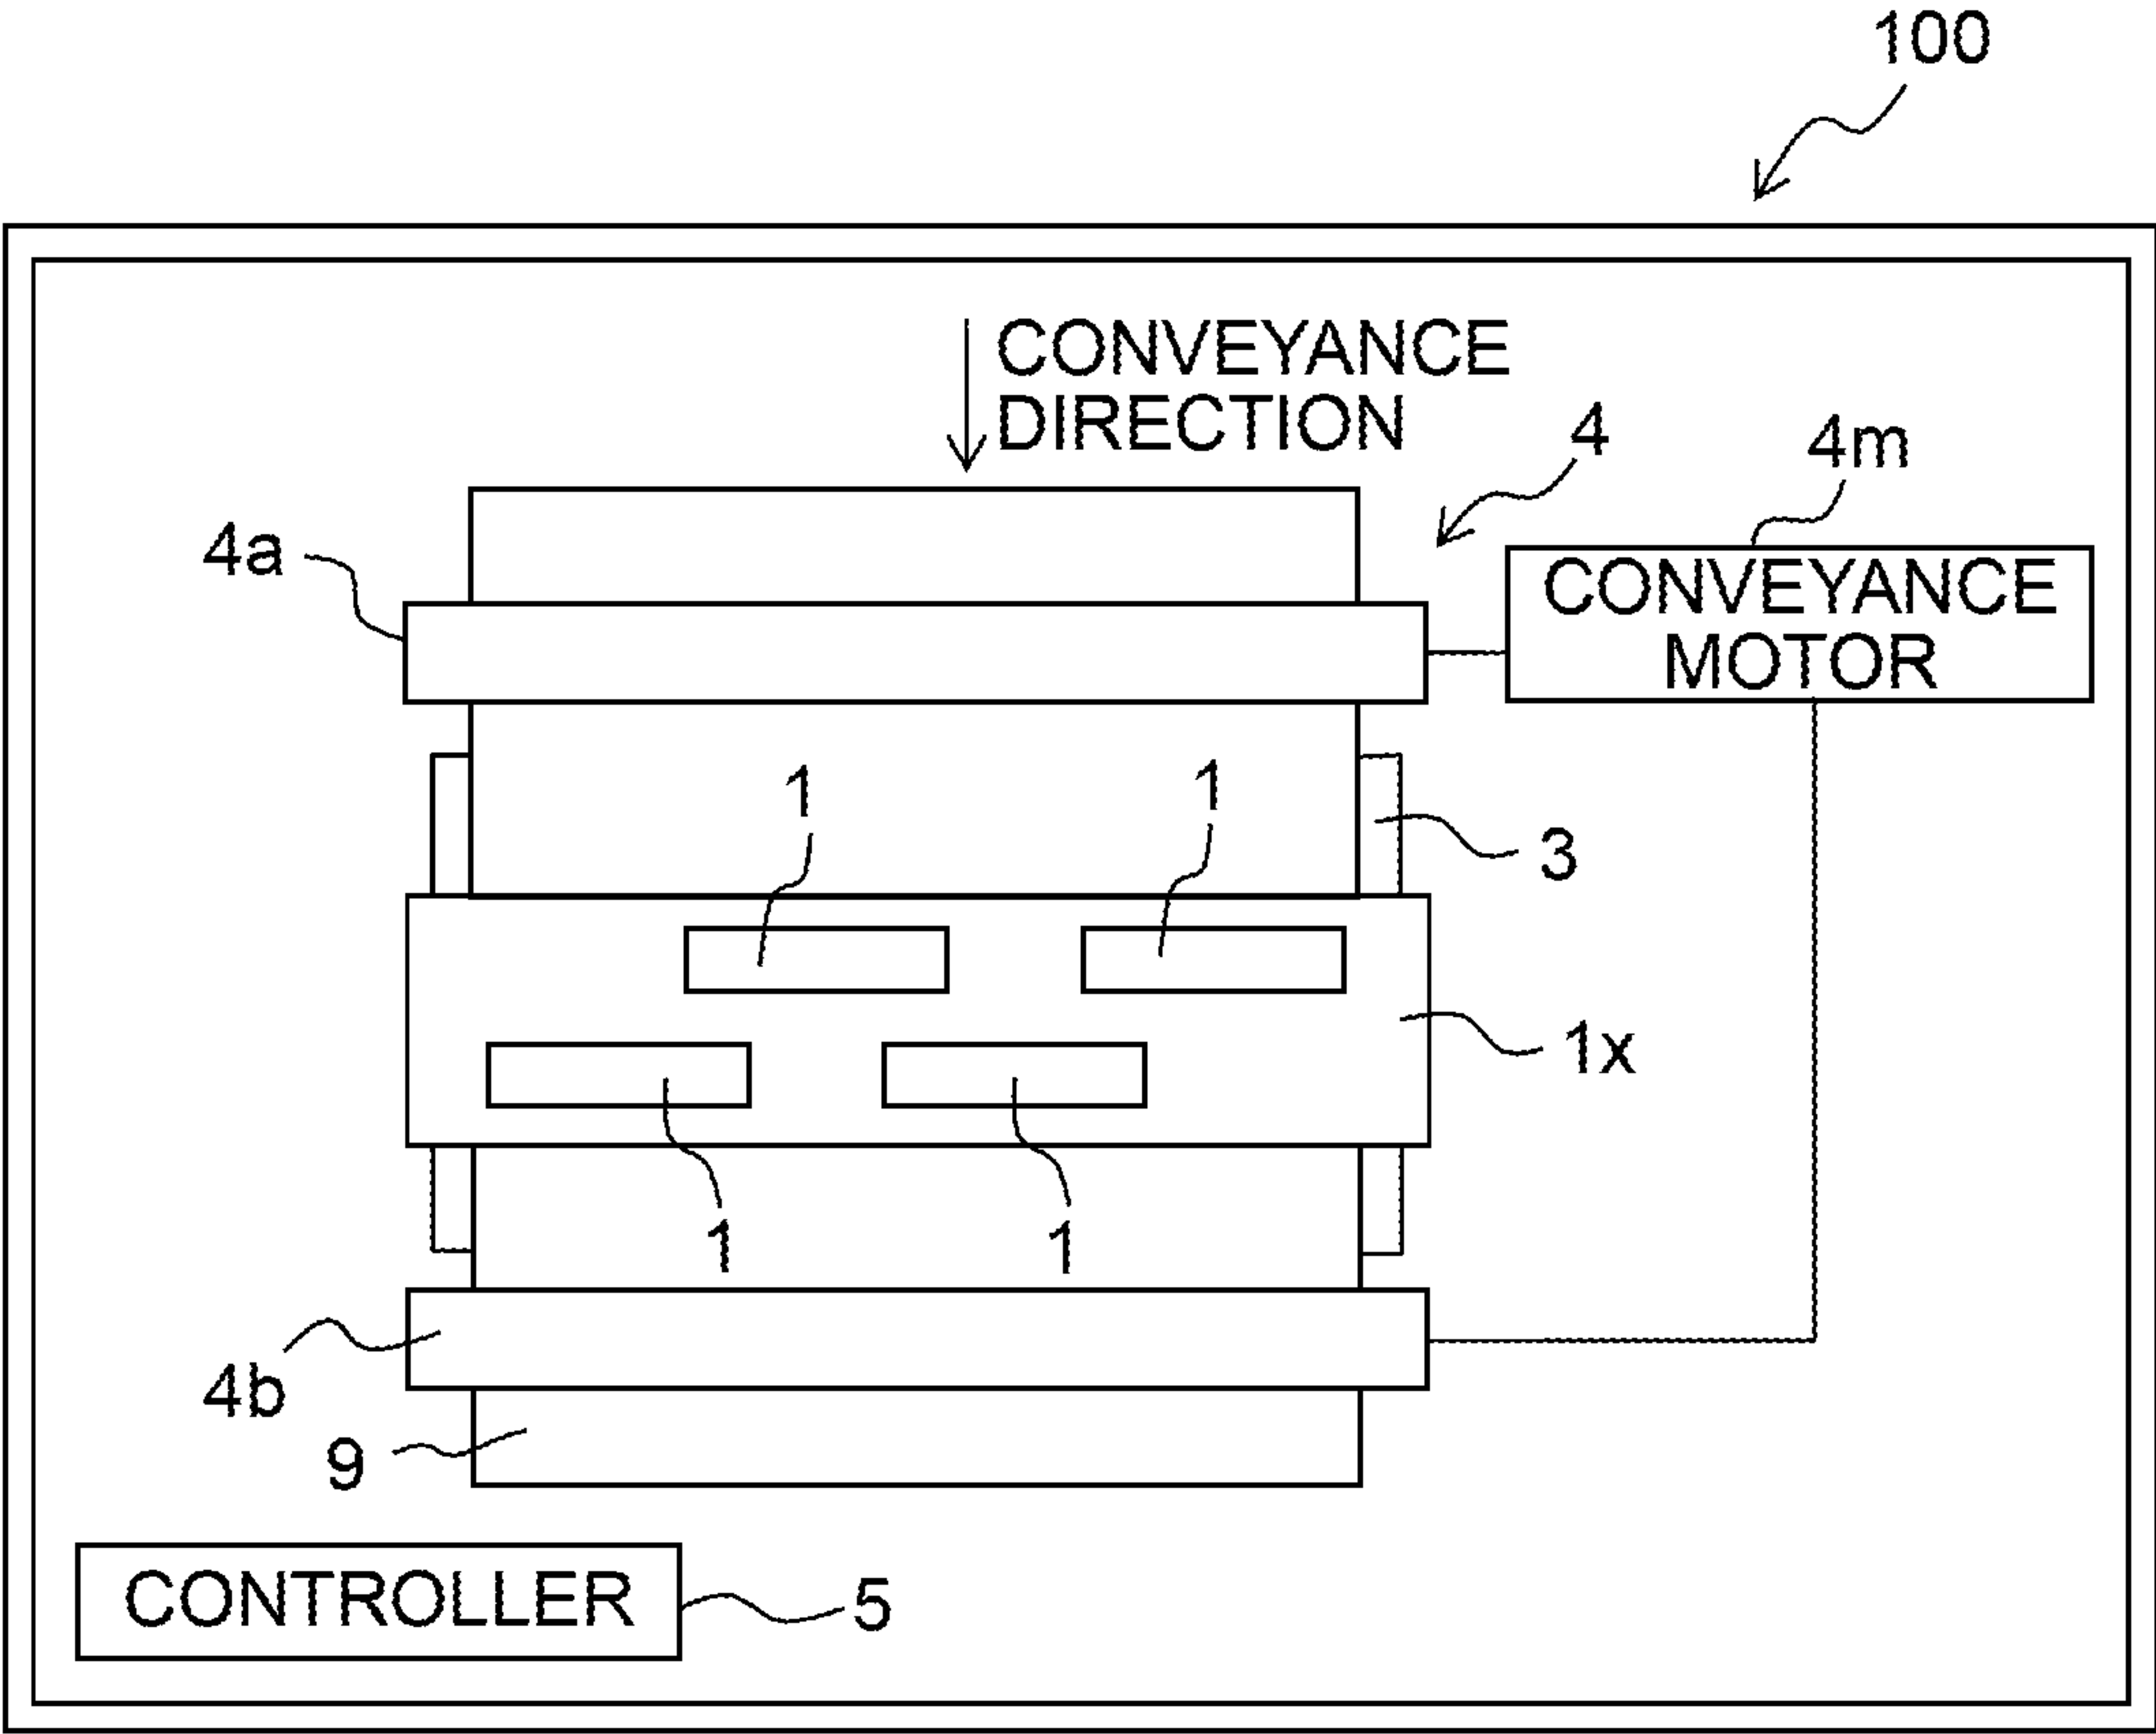 100
CONVEYANCE
DIRECTION
4
4m
4a
CONVEYANCE
MOTOR
1
1
3
1x
1
1
4b
9
CONTROLLER
5